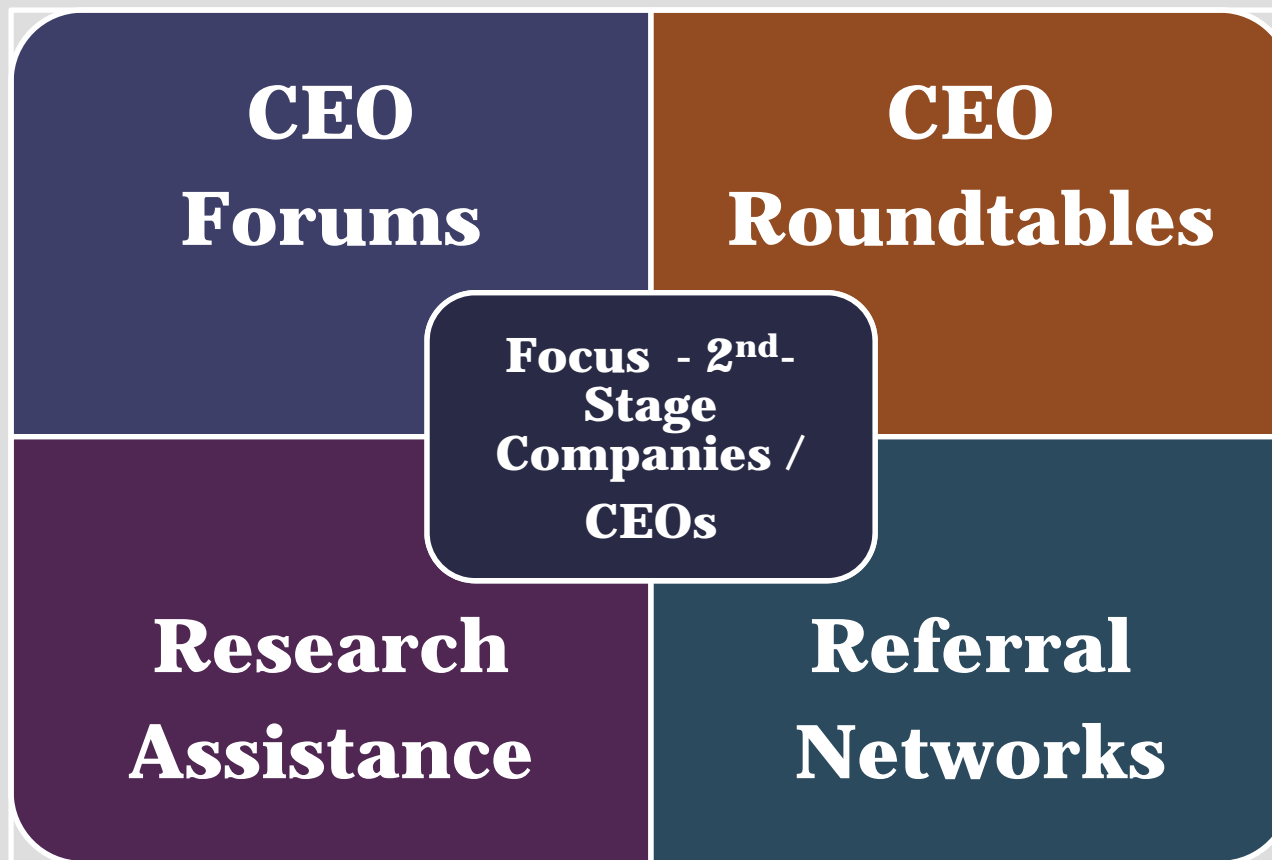 CEO
Forums
CEO
Roundtables
Focus - 2nd-
Stage
Companies /
CEOs
Research
Assistance
Referral
Networks